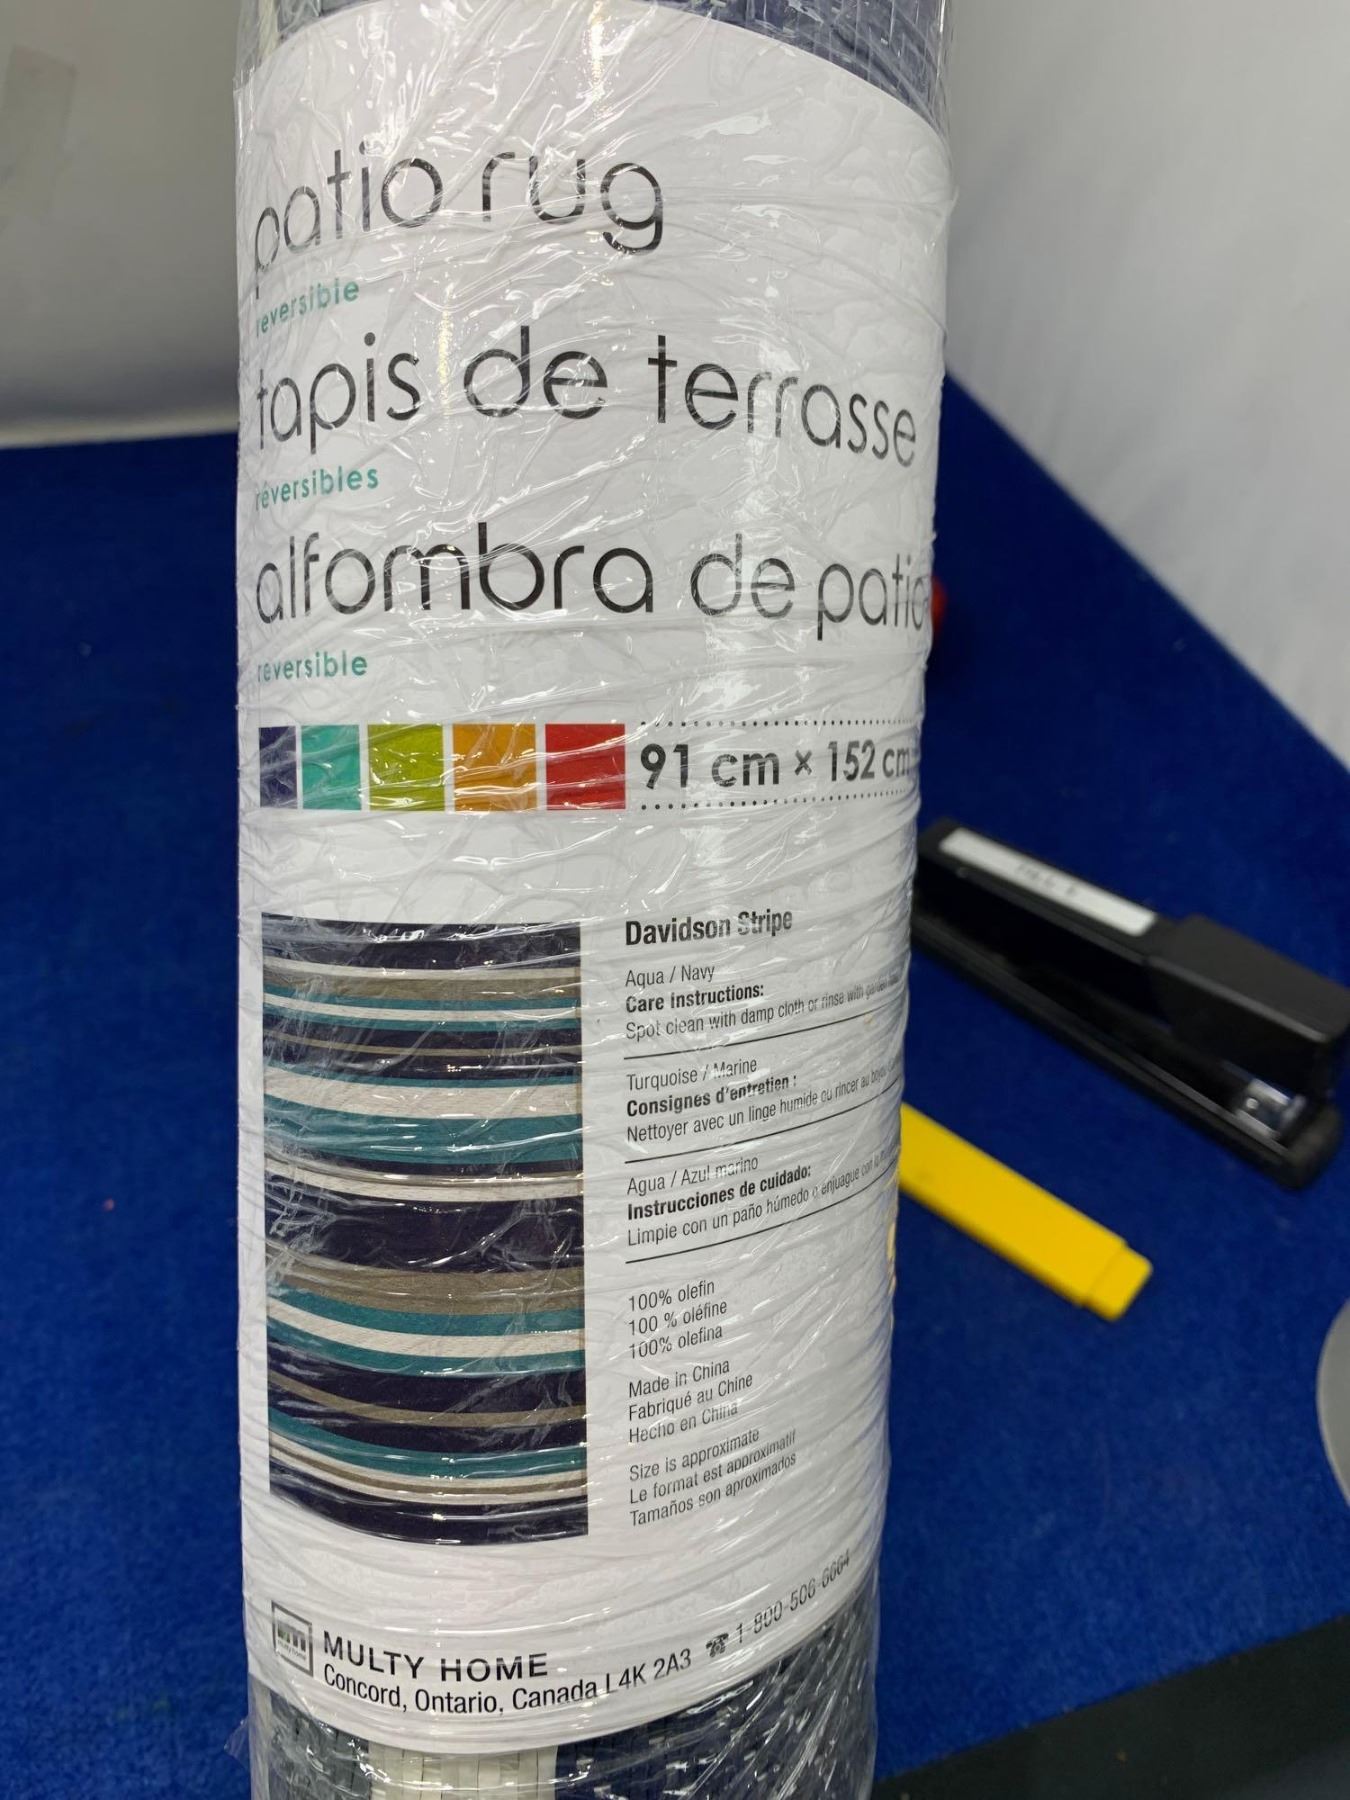 patio rug
reversible
tapis de terrasse
réversibles
alfombra de patio
reversible
91 cm × 152 cm
Davidson Stripe
Aqua / Navy
Care Instructions:
Spot clean with damp cloth or rinse with garden
Turquoise / Marine
Consignes d'entretien :
Nettoyer avec un linge humide ou rincer au
Agua / Azul marino
Instrucciones de cuidado:
Limpie con un paño húmedo o enjuague con
100% olefin
100 % oléfine
100% olefina
Made in China
Fabriqué au Chine
Hecho en China
Size is approximate
Le format est approximatif
Tamaños son aproximados
MULTY HOME
Concord, Ontario, Canada L4K 2A3 ☎ 1-800-506-6664